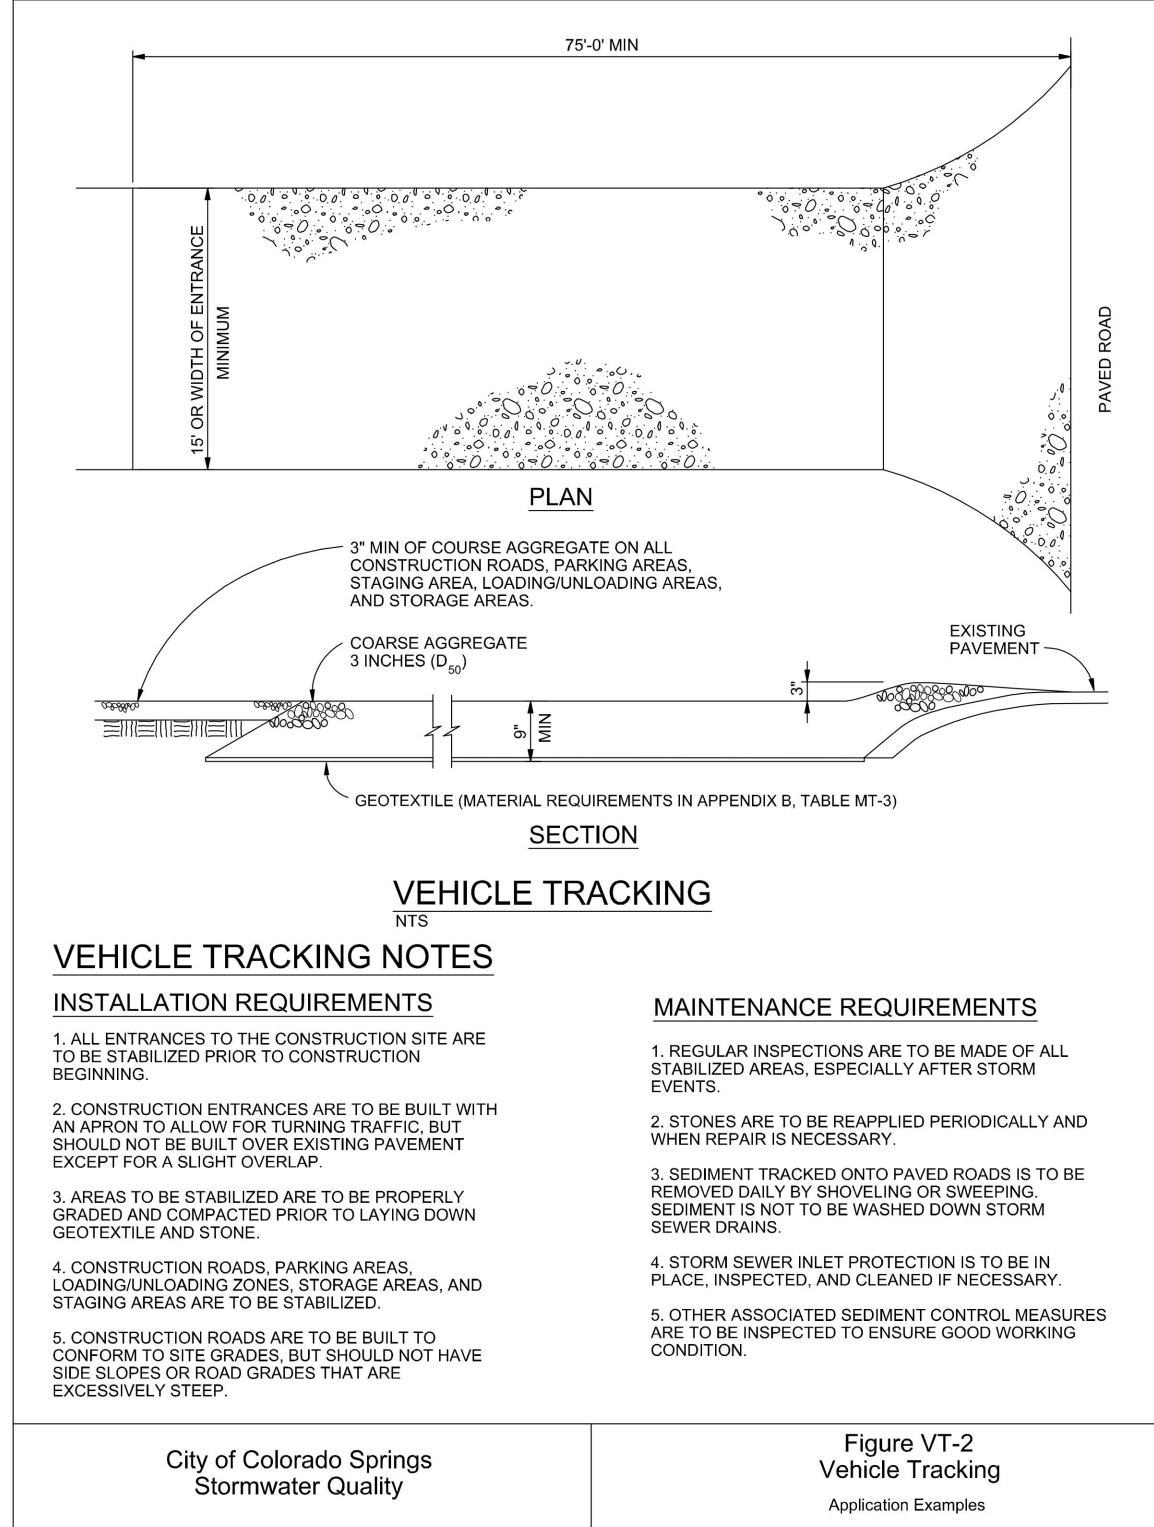 75'-0' MIN
15' OR WIDTH OF ENTRANCE
MINIMUM
PAVED ROAD
PLAN
3" MIN OF COURSE AGGREGATE ON ALL
CONSTRUCTION ROADS, PARKING AREAS,
STAGING AREA, LOADING/UNLOADING AREAS,
AND STORAGE AREAS.
COARSE AGGREGATE
3 INCHES (D50)
EXISTING
PAVEMENT
3"
9"
MIN
GEOTEXTILE (MATERIAL REQUIREMENTS IN APPENDIX B, TABLE MT-3)
SECTION
VEHICLE TRACKING
NTS
VEHICLE TRACKING NOTES
INSTALLATION REQUIREMENTS
1. ALL ENTRANCES TO THE CONSTRUCTION SITE ARE
TO BE STABILIZED PRIOR TO CONSTRUCTION
BEGINNING.
2. CONSTRUCTION ENTRANCES ARE TO BE BUILT WITH
AN APRON TO ALLOW FOR TURNING TRAFFIC, BUT
SHOULD NOT BE BUILT OVER EXISTING PAVEMENT
EXCEPT FOR A SLIGHT OVERLAP.
3. AREAS TO BE STABILIZED ARE TO BE PROPERLY
GRADED AND COMPACTED PRIOR TO LAYING DOWN
GEOTEXTILE AND STONE.
4. CONSTRUCTION ROADS, PARKING AREAS,
LOADING/UNLOADING ZONES, STORAGE AREAS, AND
STAGING AREAS ARE TO BE STABILIZED.
5. CONSTRUCTION ROADS ARE TO BE BUILT TO
CONFORM TO SITE GRADES, BUT SHOULD NOT HAVE
SIDE SLOPES OR ROAD GRADES THAT ARE
EXCESSIVELY STEEP.
MAINTENANCE REQUIREMENTS
1. REGULAR INSPECTIONS ARE TO BE MADE OF ALL
STABILIZED AREAS, ESPECIALLY AFTER STORM
EVENTS.
2. STONES ARE TO BE REAPPLIED PERIODICALLY AND
WHEN REPAIR IS NECESSARY.
3. SEDIMENT TRACKED ONTO PAVED ROADS IS TO BE
REMOVED DAILY BY SHOVELING OR SWEEPING.
SEDIMENT IS NOT TO BE WASHED DOWN STORM
SEWER DRAINS.
4. STORM SEWER INLET PROTECTION IS TO BE IN
PLACE, INSPECTED, AND CLEANED IF NECESSARY.
5. OTHER ASSOCIATED SEDIMENT CONTROL MEASURES
ARE TO BE INSPECTED TO ENSURE GOOD WORKING
CONDITION.
City of Colorado Springs
Stormwater Quality
Figure VT-2
Vehicle Tracking
Application Examples